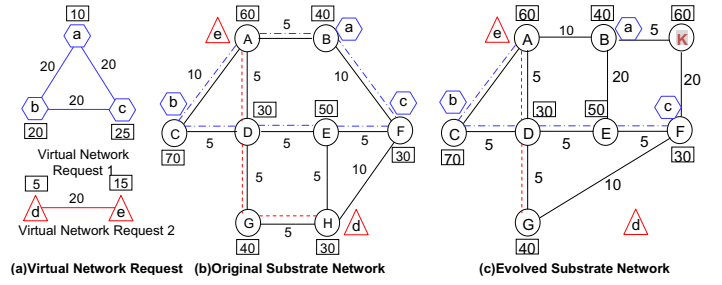 10
a
20
20
b
20
c
20
25
Virtual Network
Request 1
5
15
20
d
e
Virtual Network Request 2
(a)Virtual Network Request
60
5
40
e
A
B
a
10
5
10
b
30
50
c
C
D
E
F
5
5
5
70
30
5
5
10
G
H
d
5
40
30
(b)Original Substrate Network
60
40
60
10
a
5
e
A
B
K
5
20
20
b
30
50
c
C
D
E
F
5
5
5
70
30
5
10
G
d
40
(c)Evolved Substrate Network